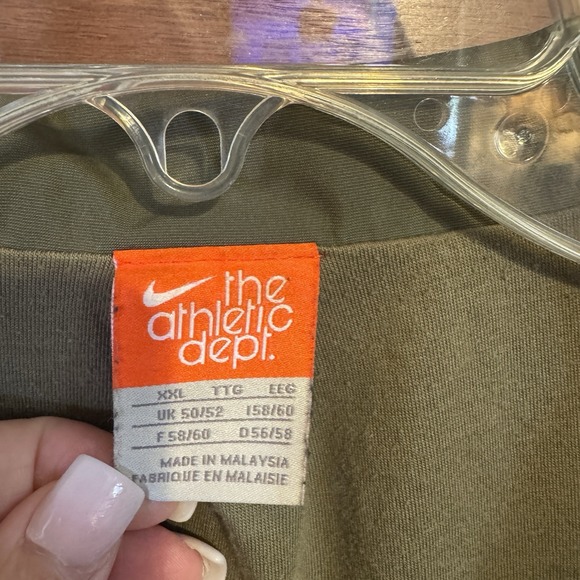 the
athletic
dept.
XXL TTG EEG
UK 50/52 I58/60
F 58/60 D56/58
MADE IN MALAYSIA
FABRIQUE EN MALAISIE